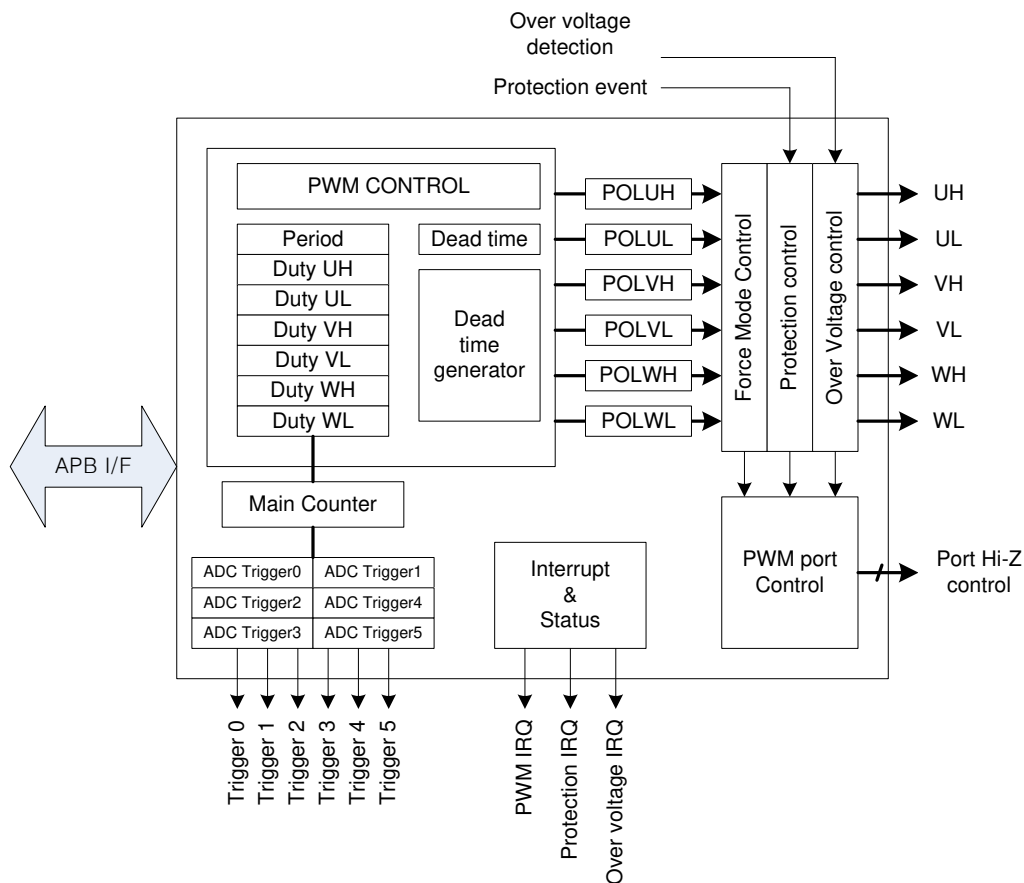 Over voltage
detection
Protection event
PWM CONTROL
Period
Duty UH
Duty UL
Duty VH
Duty VL
Duty WH
Duty WL
Dead time
Dead
time
generator
POLUH
POLUL
POLVH
POLVL
POLWH
POLWL
Force Mode Control
Protection control
Over Voltage control
UH
UL
VH
VL
WH
WL
APB I/F
Main Counter
ADC Trigger0
ADC Trigger1
ADC Trigger2
ADC Trigger4
ADC Trigger3
ADC Trigger5
Interrupt
&
Status
PWM port
Control
Port Hi-Z
control
Trigger 0
Trigger 1
Trigger 2
Trigger 3
Trigger 4
Trigger 5
PWM IRQ
Protection IRQ
Over voltage IRQ